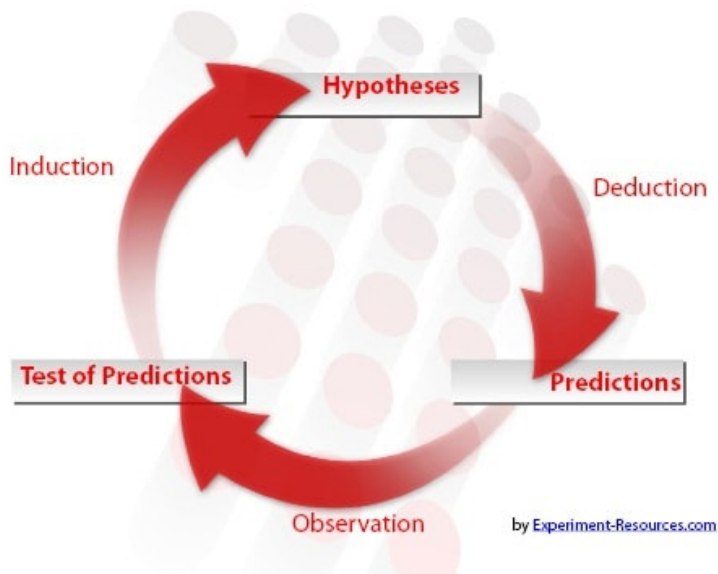 Hypotheses
Induction
Deduction
Test of Predictions
Predictions
Observation
by Experiment-Resources.com